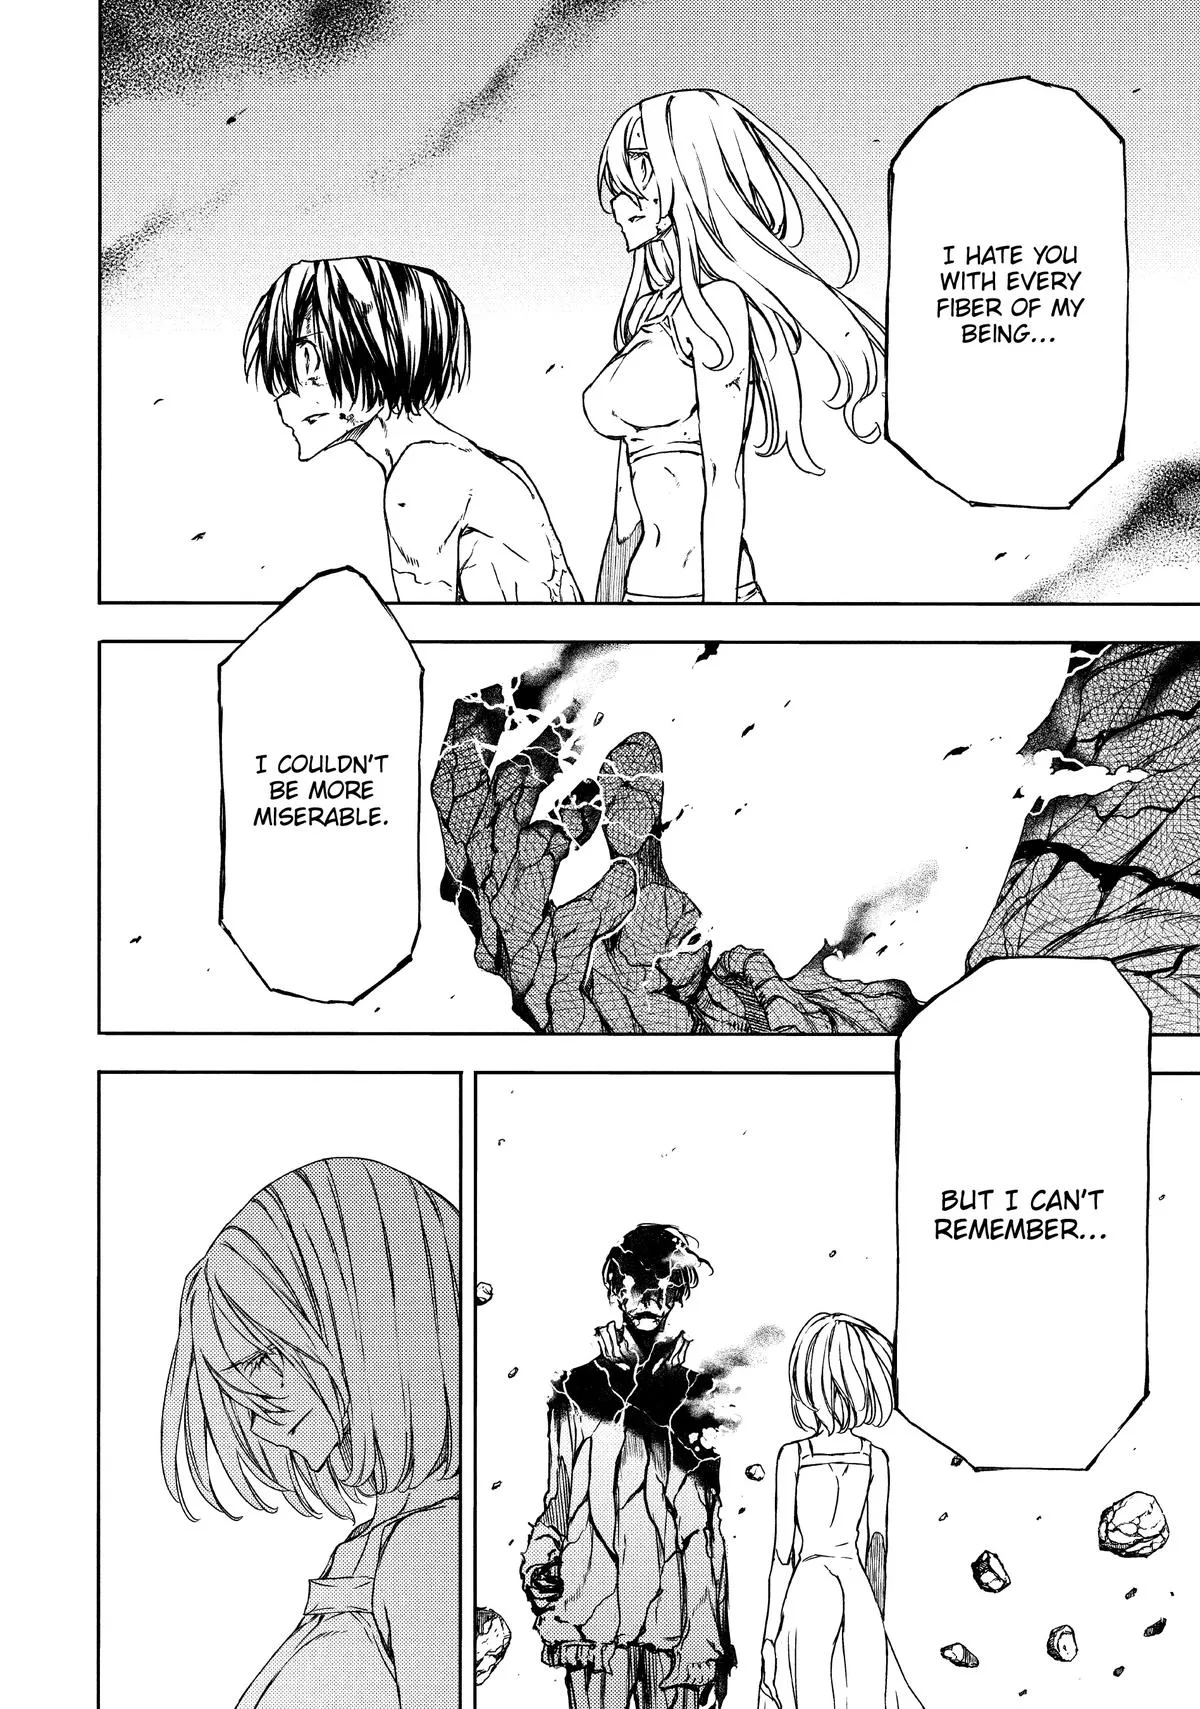 I HATE YOU
WITH EVERY
FIBER OF MY
BEING...
I COULDN'T
BE MORE
MISERABLE.
BUT I CAN'T
REMEMBER...